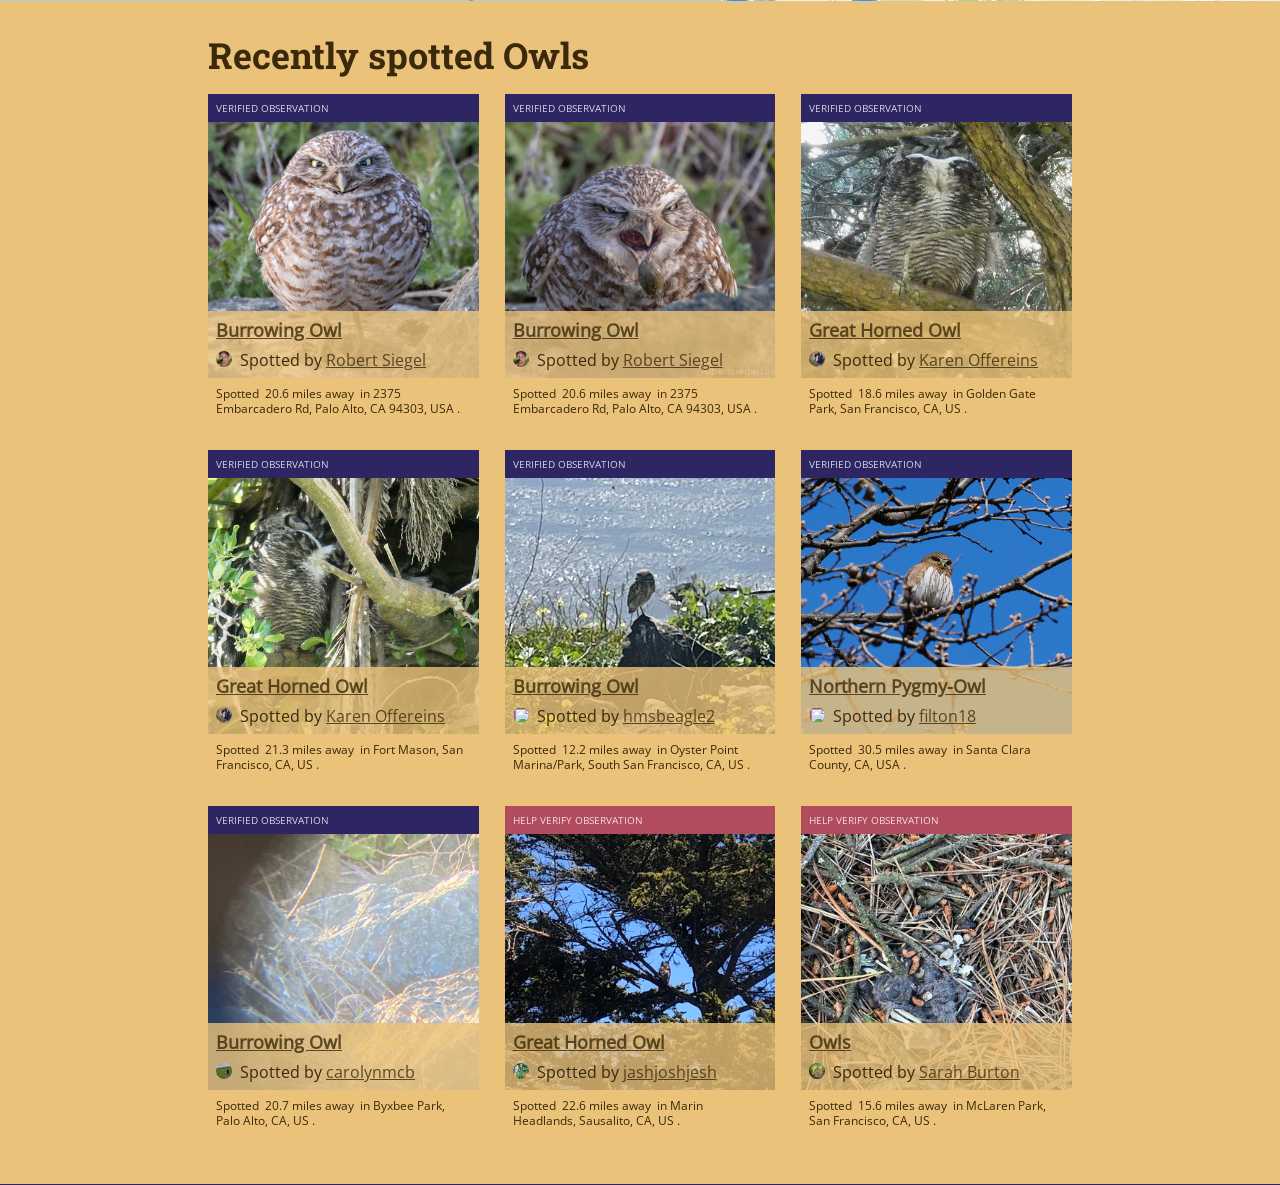 Recently spotted Owls
VERIFIED OBSERVATION
Burrowing Owl
Spotted by Robert Siegel
Spotted 20.6 miles away in 2375
Embarcadero Rd, Palo Alto, CA 94303, USA .
VERIFIED OBSERVATION
Burrowing Owl
Spotted by Robert Siegel
Spotted 20.6 miles away in 2375
Embarcadero Rd, Palo Alto, CA 94303, USA .
VERIFIED OBSERVATION
Great Horned Owl
Spotted by Karen Offereins
Spotted 18.6 miles away in Golden Gate
Park, San Francisco, CA, US .
VERIFIED OBSERVATION
Great Horned Owl
Spotted by Karen Offereins
Spotted 21.3 miles away in Fort Mason, San
Francisco, CA, US .
VERIFIED OBSERVATION
Burrowing Owl
Spotted by hmsbeagle2
Spotted 12.2 miles away in Oyster Point
Marina/Park, South San Francisco, CA, US .
VERIFIED OBSERVATION
Northern Pygmy-Owl
Spotted by filton18
Spotted 30.5 miles away in Santa Clara
County, CA, USA .
VERIFIED OBSERVATION
Burrowing Owl
Spotted by carolynmcb
Spotted 20.7 miles away in Byxbee Park,
Palo Alto, CA, US .
HELP VERIFY OBSERVATION
Great Horned Owl
Spotted by jashjoshjesh
Spotted 22.6 miles away in Marin
Headlands, Sausalito, CA, US .
HELP VERIFY OBSERVATION
Owls
Spotted by Sarah Burton
Spotted 15.6 miles away in McLaren Park,
San Francisco, CA, US .